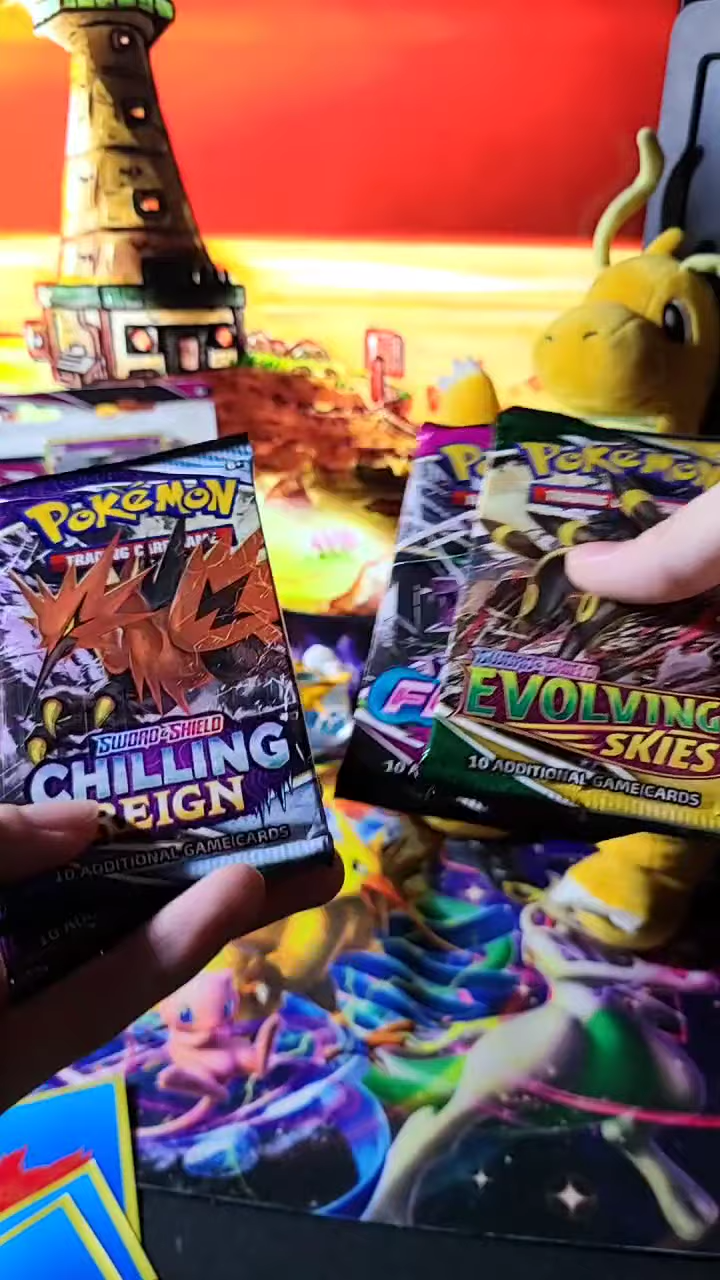 POKÉMON
TRADING CARD GAME
SWORD & SHIELD
CHILLING
REIGN
10 ADDITIONAL GAME CARDS
10
POKÉMON
SWORD & SHIELD
EVOLVING
SKIES
10 ADDITIONAL GAME CARDS